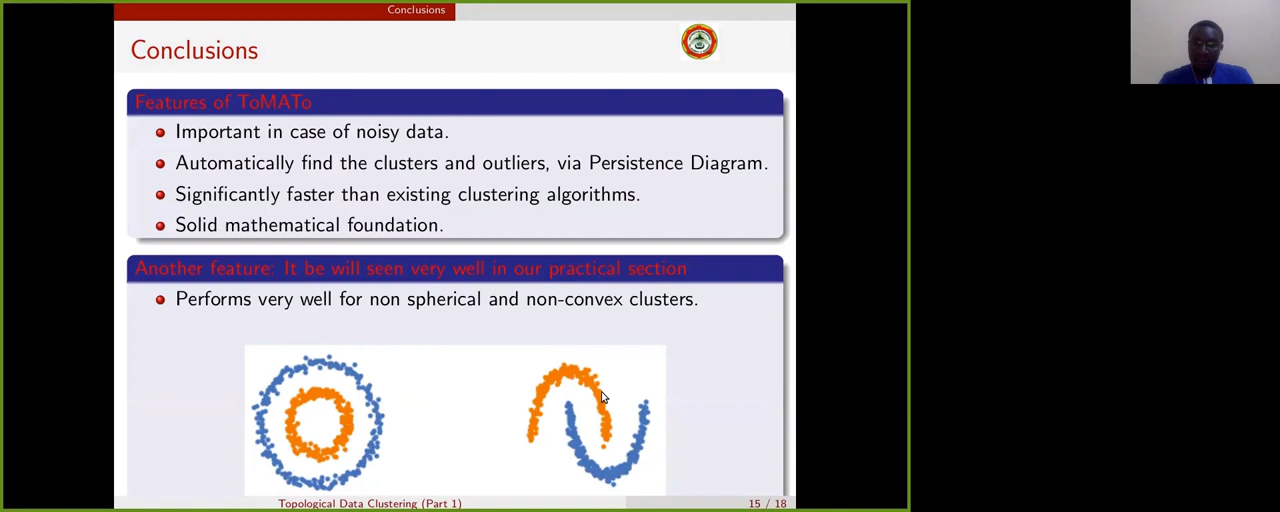 Conclusions
Conclusions
Features of ToMATo
Important in case of noisy data.
Automatically find the clusters and outliers, via Persistence Diagram.
Significantly faster than existing clustering algorithms.
Solid mathematical foundation.
Another feature: It be will seen very well in our practical section
Performs very well for non spherical and non-convex clusters.
Topological Data Clustering (Part 1)
15 / 18